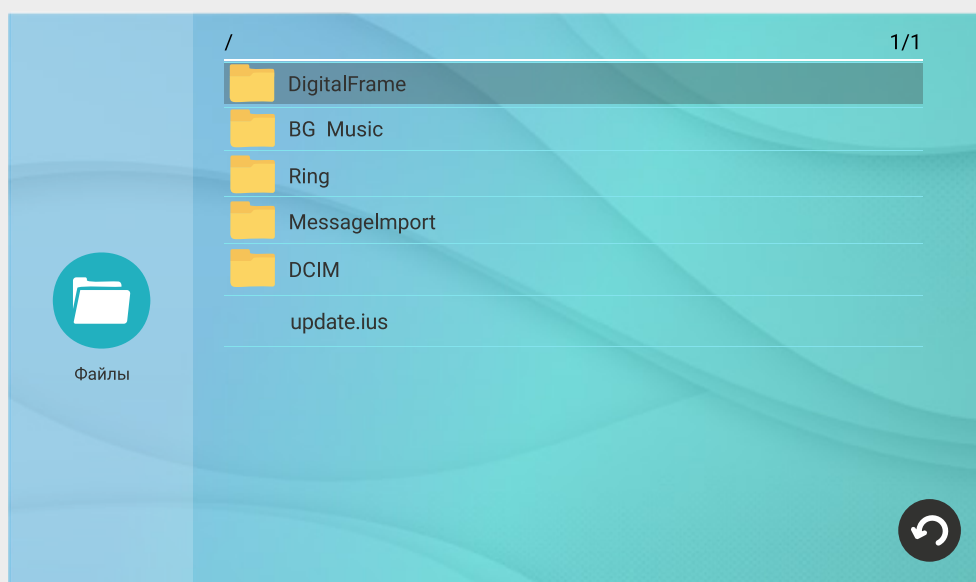 / 1/1
DigitalFrame
BG Music
Ring
MessageImport
DCIM
update.ius
Файлы